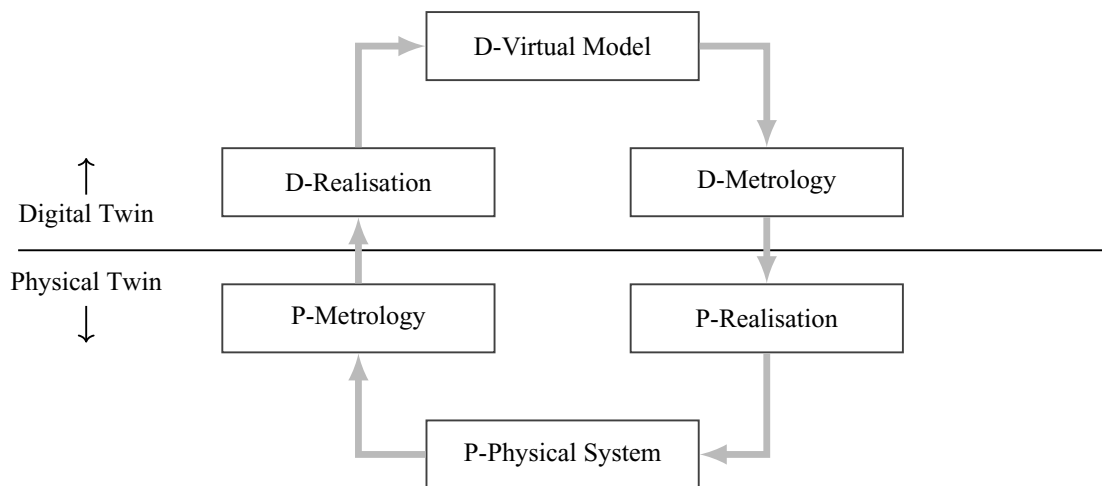 D-Virtual Model
D-Realisation
D-Metrology
Digital Twin
Physical Twin
P-Metrology
P-Realisation
P-Physical System